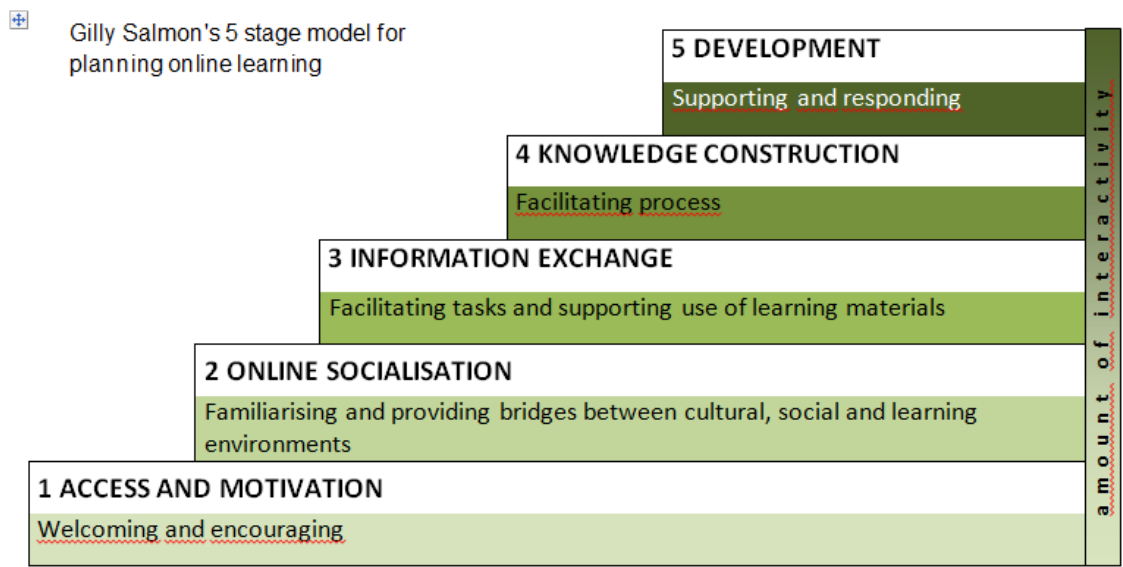 Gilly Salmon's 5 stage model for
planning online learning
5 DEVELOPMENT
Supporting and responding
4 KNOWLEDGE CONSTRUCTION
Facilitating process
3 INFORMATION EXCHANGE
Facilitating tasks and supporting use of learning materials
2 ONLINE SOCIALISATION
Familiarising and providing bridges between cultural, social and learning
environments
1 ACCESS AND MOTIVATION
Welcoming and encouraging
amount of interactivity